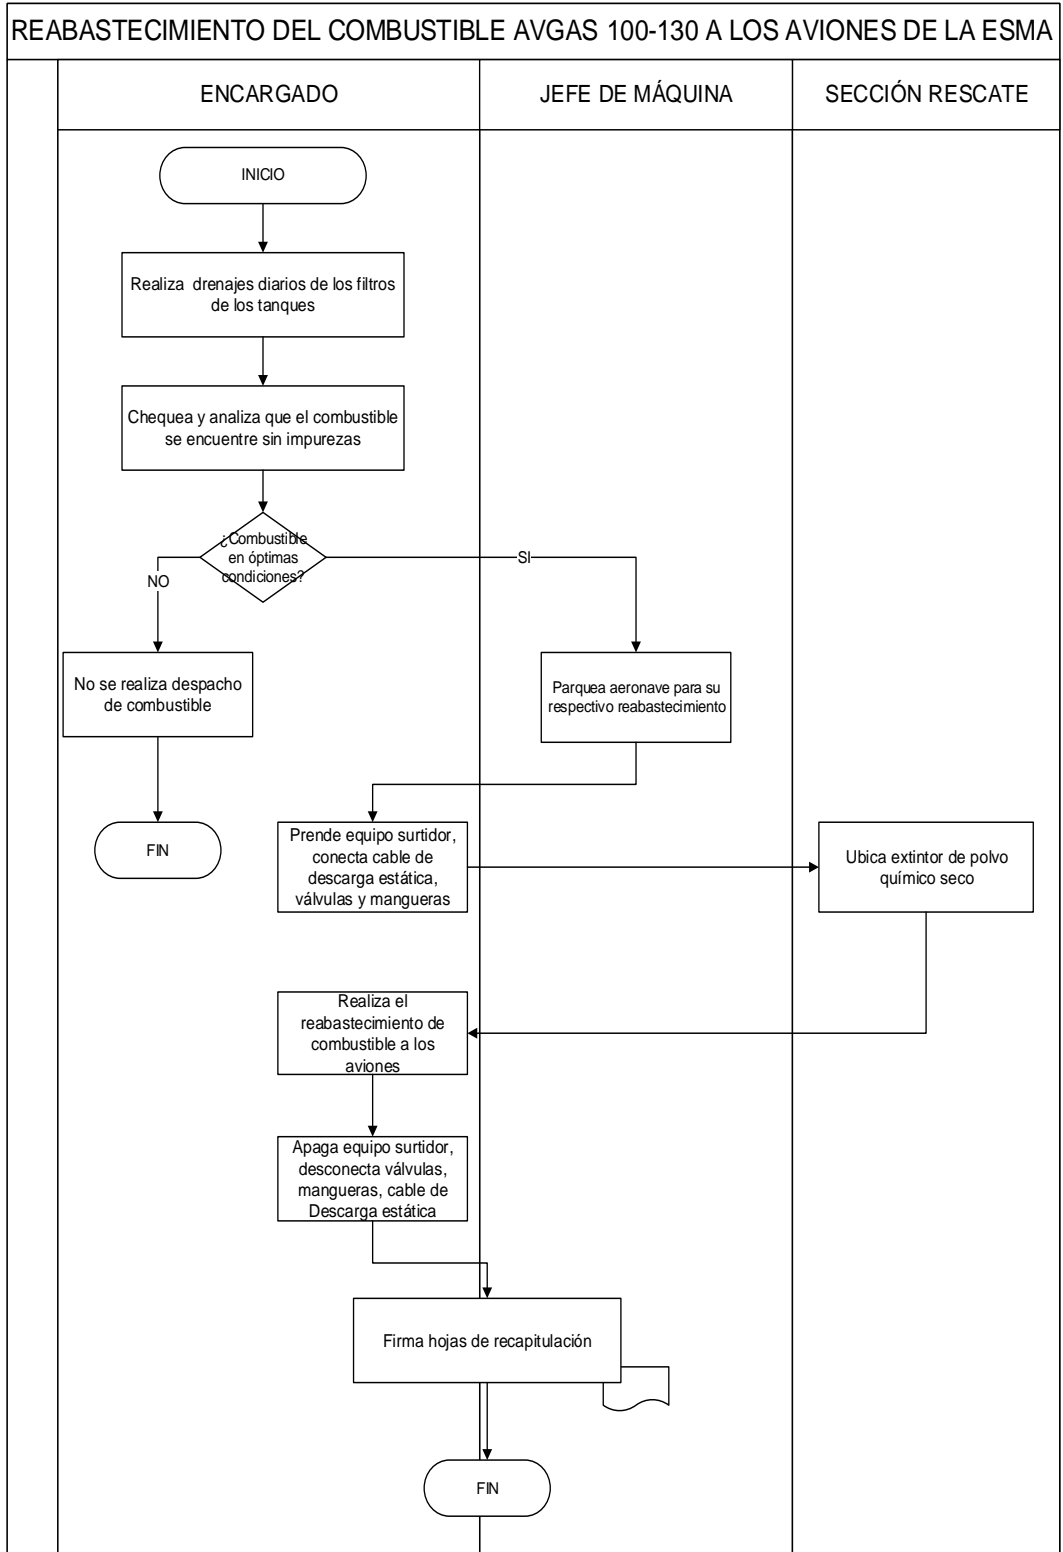 REABASTECIMIENTO DEL COMBUSTIBLE AVGAS 100-130 A LOS AVIONES DE LA ESMA
ENCARGADO
JEFE DE MÁQUINA
SECCIÓN RESCATE
INICIO
Realiza drenajes diarios de los filtros
de los tanques
Chequea y analiza que el combustible
se encuentre sin impurezas
¿Combustible
en óptimas
condiciones?
NO
SI
No se realiza despacho
de combustible
Parquea aeronave para su
respectivo reabastecimiento
FIN
Prende equipo surtidor,
conecta cable de
descarga estática,
válvulas y mangueras
Ubica extintor de polvo
químico seco
Realiza el
reabastecimiento de
combustible a los
aviones
Apaga equipo surtidor,
desconecta válvulas,
mangueras, cable de
Descarga estática
Firma hojas de recapitulación
FIN